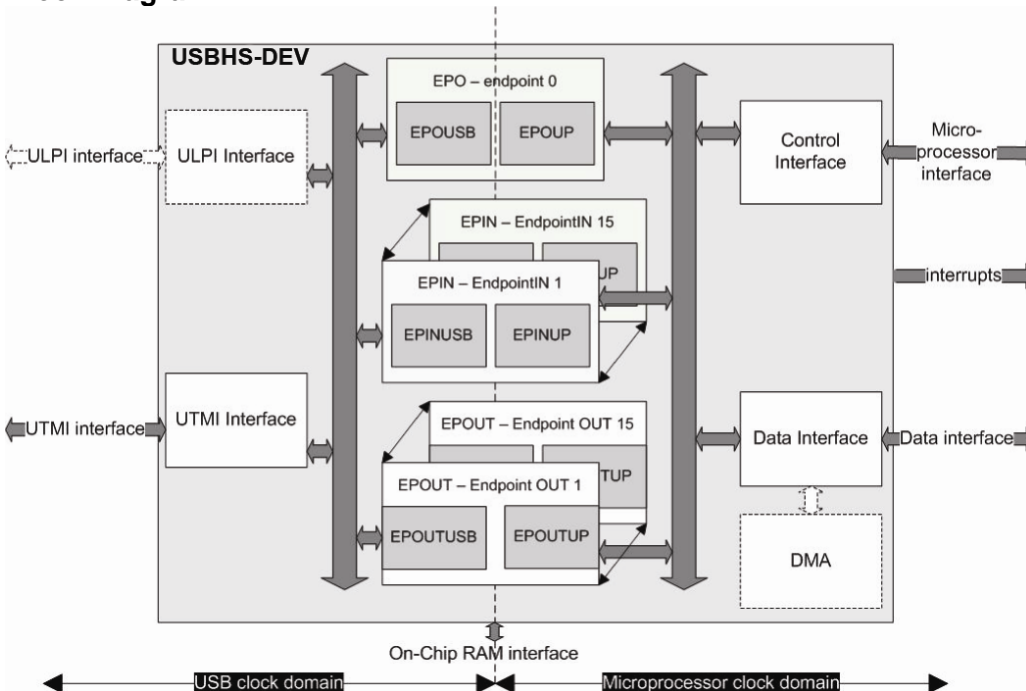 USBHS-DEV
EPO – endpoint 0
EPOUSB
EPOUP
ULPI interface
ULPI Interface
Control
Interface
Micro-
processor
interface
EPIN – EndpointIN 15
UP
EPIN – EndpointIN 1
EPINUSB
EPINUP
interrupts
UTMI interface
UTMI Interface
EPOUT – Endpoint OUT 15
TUP
EPOUT – Endpoint OUT 1
EPOUTUSB
EPOUTUP
Data Interface
Data interface
DMA
On-Chip RAM interface
USB clock domain
Microprocessor clock domain